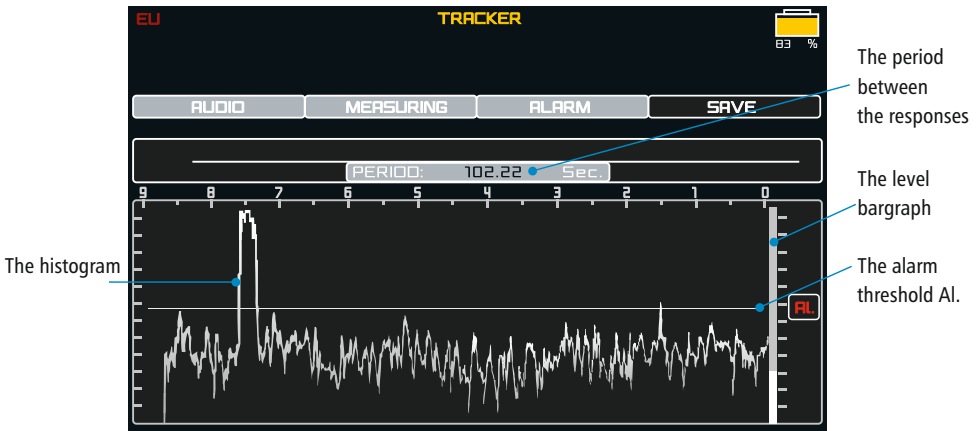 EU
TRACKER
83 %
AUDIO
MEASURING
ALARM
SAVE
PERIOD: 102.22 Sec.
9 8 7 6 5 4 3 2 1 0
Al.
The histogram
The period
between
the responses
The level
bargraph
The alarm
threshold Al.